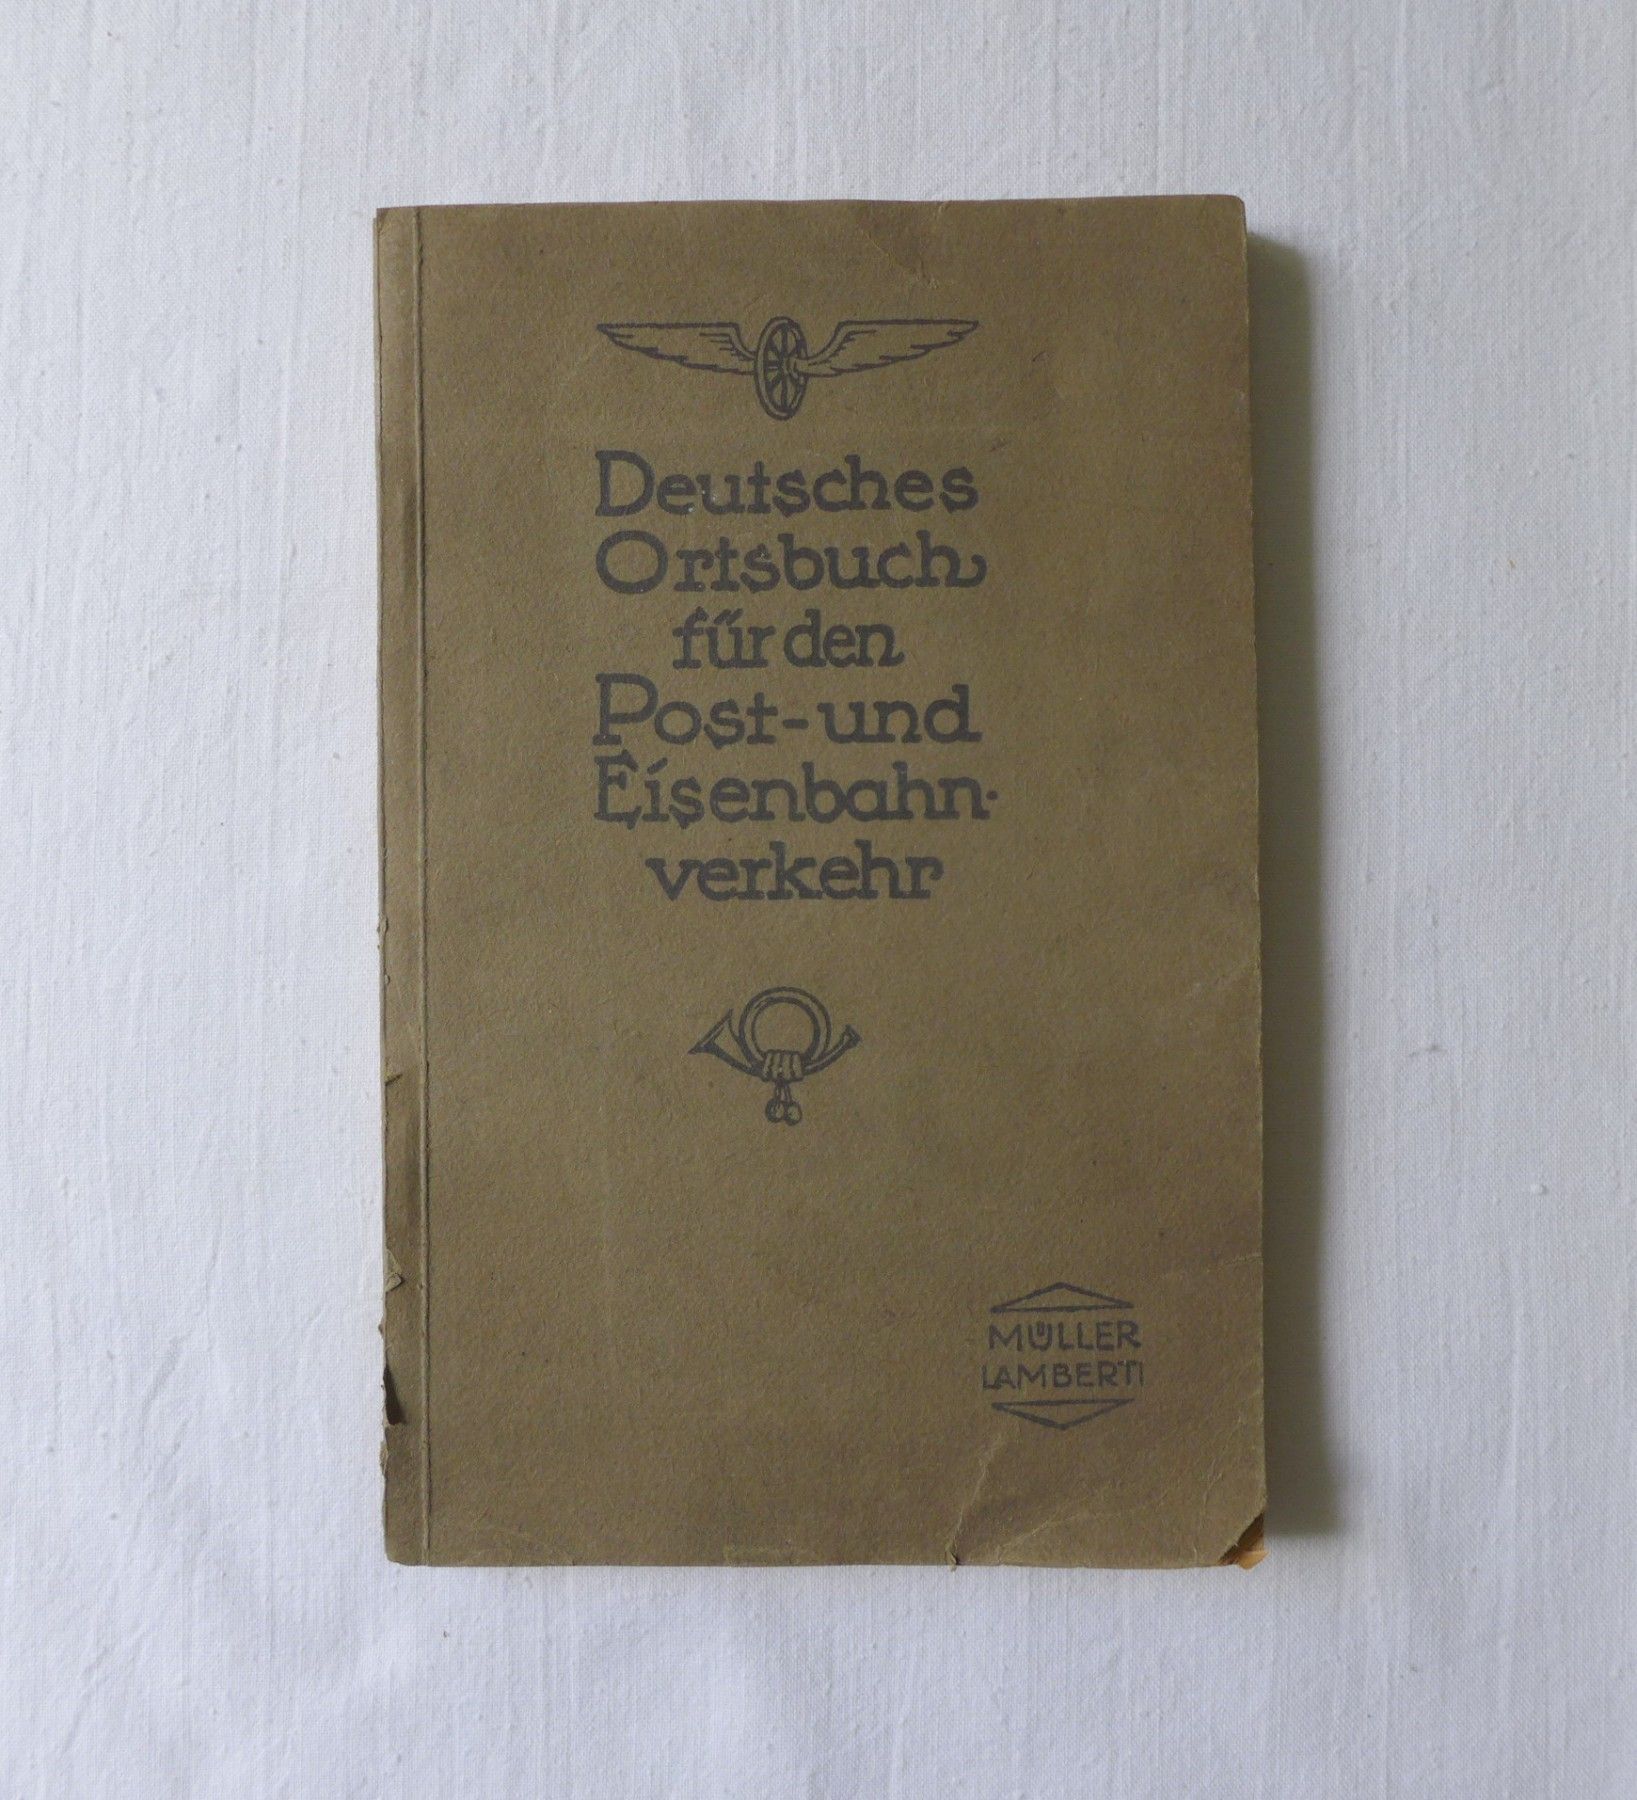 Deutsches
Ortsbuch
für den
Post- und
Eisenbahn-
verkehr
MÜLLER
LAMBERTI